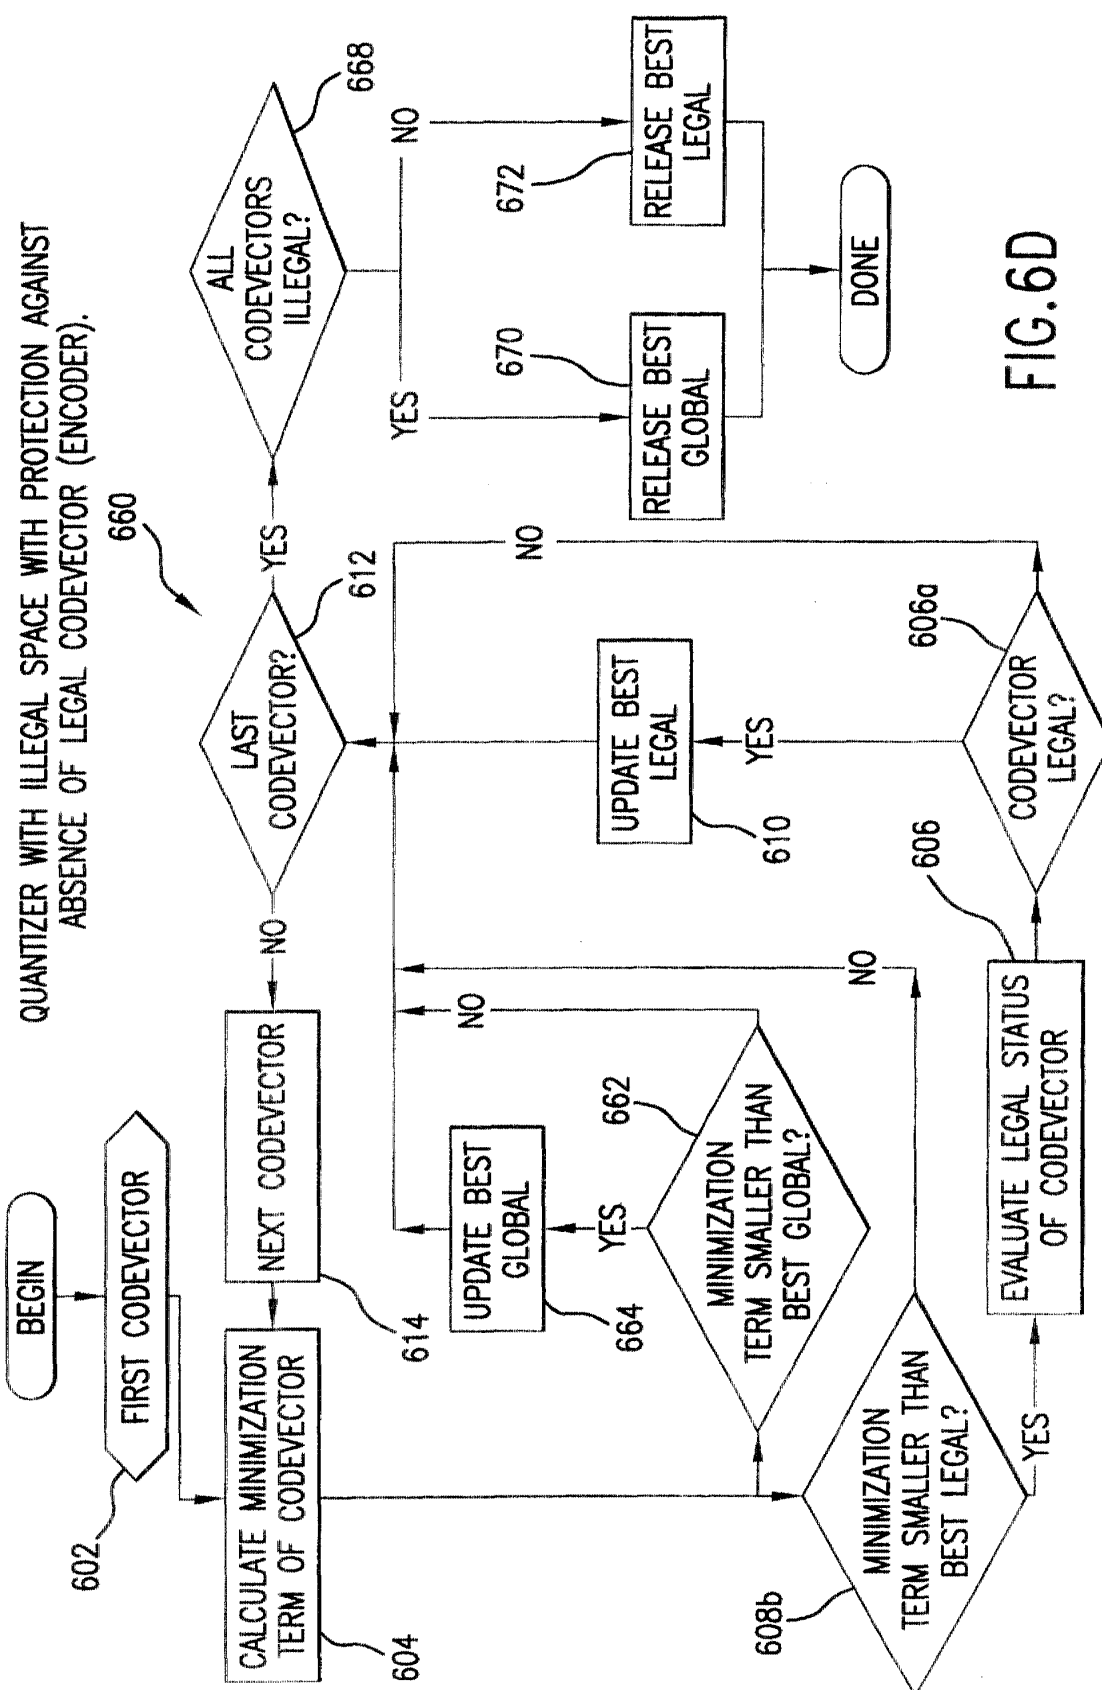 QUANTIZER WITH ILLEGAL SPACE WITH PROTECTION AGAINST
ABSENCE OF LEGAL CODEVECTOR (ENCODER).
660
BEGIN
FIRST CODEVECTOR
602
CALCULATE MINIMIZATION
TERM OF CODEVECTOR
604
NEXT CODEVECTOR
614
NO
LAST
CODEVECTOR?
612
YES
ALL
CODEVECTORS
ILLEGAL?
668
YES
NO
RELEASE BEST
GLOBAL
670
RELEASE BEST
LEGAL
672
DONE
UPDATE BEST
GLOBAL
664
YES
NO
MINIMIZATION
TERM SMALLER THAN
BEST GLOBAL?
662
MINIMIZATION
TERM SMALLER THAN
BEST LEGAL?
608b
NO
YES
EVALUATE LEGAL STATUS
OF CODEVECTOR
606
CODEVECTOR
LEGAL?
606a
YES
NO
UPDATE BEST
LEGAL
610
FIG.6D